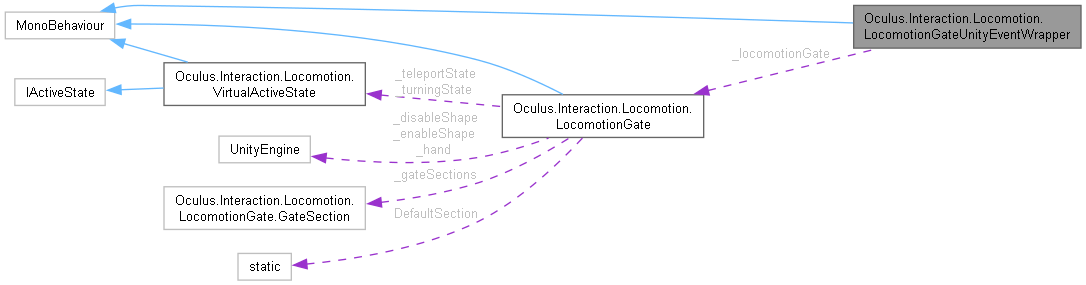 MonoBehaviour
Oculus.Interaction.Locomotion.
LocomotionGateUnityEventWrapper
_locomotionGate
Oculus.Interaction.Locomotion.
VirtualActiveState
IActiveState
_teleportState
_turningState
Oculus.Interaction.Locomotion.
LocomotionGate
_disableShape
_enableShape
_hand
UnityEngine
_gateSections
Oculus.Interaction.Locomotion.
LocomotionGate.GateSection
DefaultSection
static